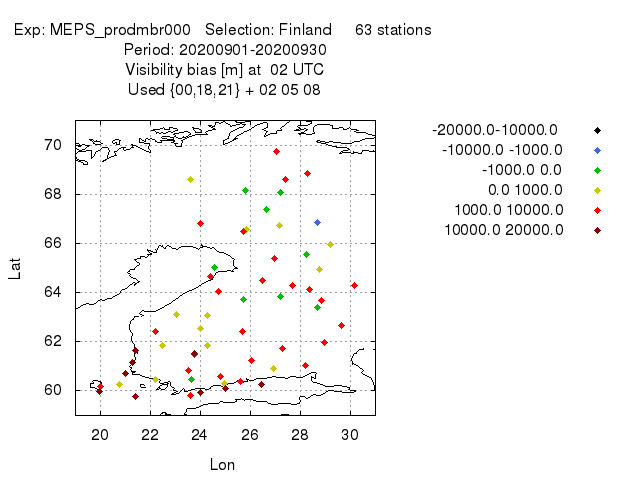 Exp: MEPS_prodmbr000 Selection: Finland 63 stations
Period: 20200901-20200930
Visibility bias [m] at 02 UTC
Used {00,18,21} + 02 05 08
-20000.0-10000.0
-10000.0 -1000.0
-1000.0 0.0
0.0 1000.0
1000.0 10000.0
10000.0 20000.0
70
68
66
64
62
60
Lat
20 22 24 26 28 30
Lon